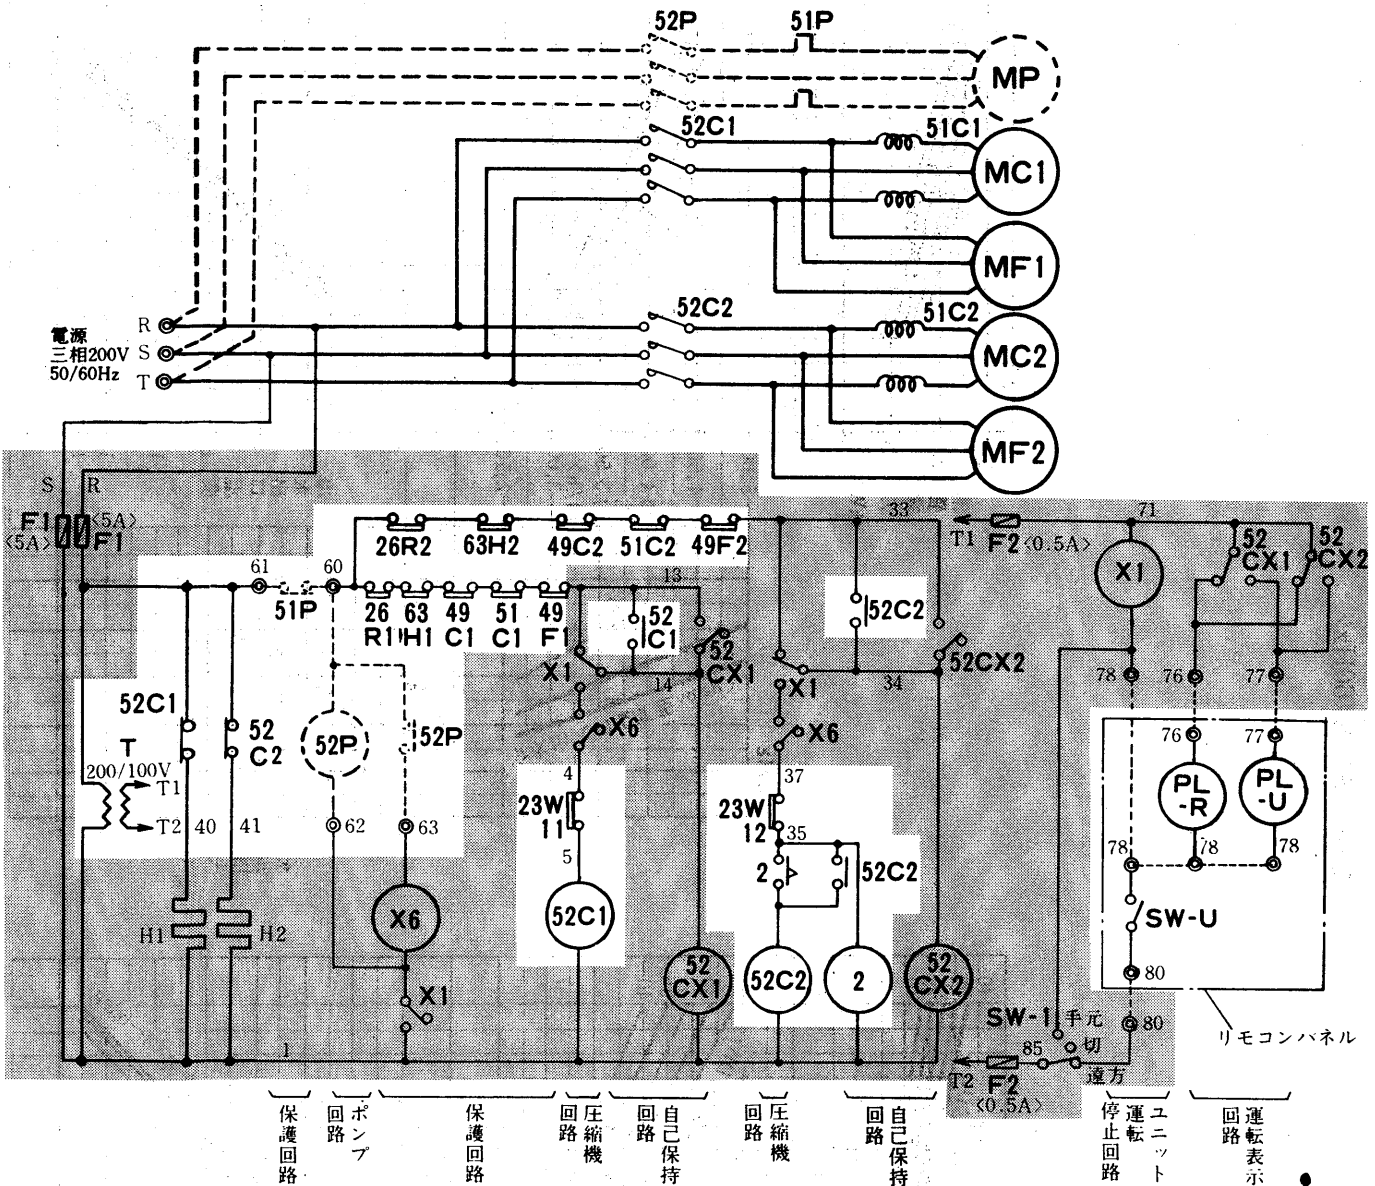 52P
51P
MP
52C1
51C1
MC1
MF1
52C2
51C2
MC2
MF2
電源
三相200V
50/60Hz
R
S
T
S
R
F1
<5A>
<5A>
F1
26R2
63H2
49C2
51C2
49F2
33
61
51P
60
26
R1
63
H1
49
C1
51
C1
49
F1
13
52
C1
X1
14
52
CX1
X6
52C2
X1
34
52CX2
X6
T1
F2
<0.5A>
71
X1
52
CX1
52
CX2
78
76
77
52C1
52
C2
T
200/100V
T1
T2
40
41
52P
52P
62
63
4
23W
11
5
52C1
37
23W
12
35
2
52C2
76
77
PL
-R
PL
-U
78
78
78
SW-U
80
H1
H2
X6
X1
52
CX1
52C2
2
52
CX2
1
SW-1
手元
切
遠方
85
80
T2
F2
<0.5A>
リモコンパネル
保護回路
ポンプ
回路
保護回路
圧縮機
回路
自己保持
回路
圧縮機
回路
自己保持
回路
ユニット
運転
停止回路
運転表示
回路